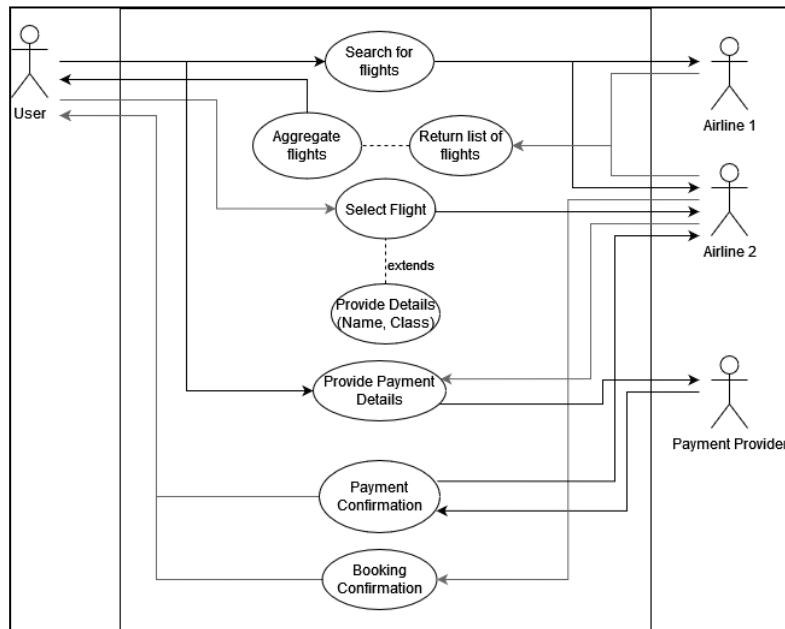 Search for
flights
User
Airline 1
Aggregate
flights
Return list of
flights
Select Flight
Airline 2
extends
Provide Details
(Name, Class)
Provide Payment
Details
Payment Provider
Payment
Confirmation
Booking
Confirmation